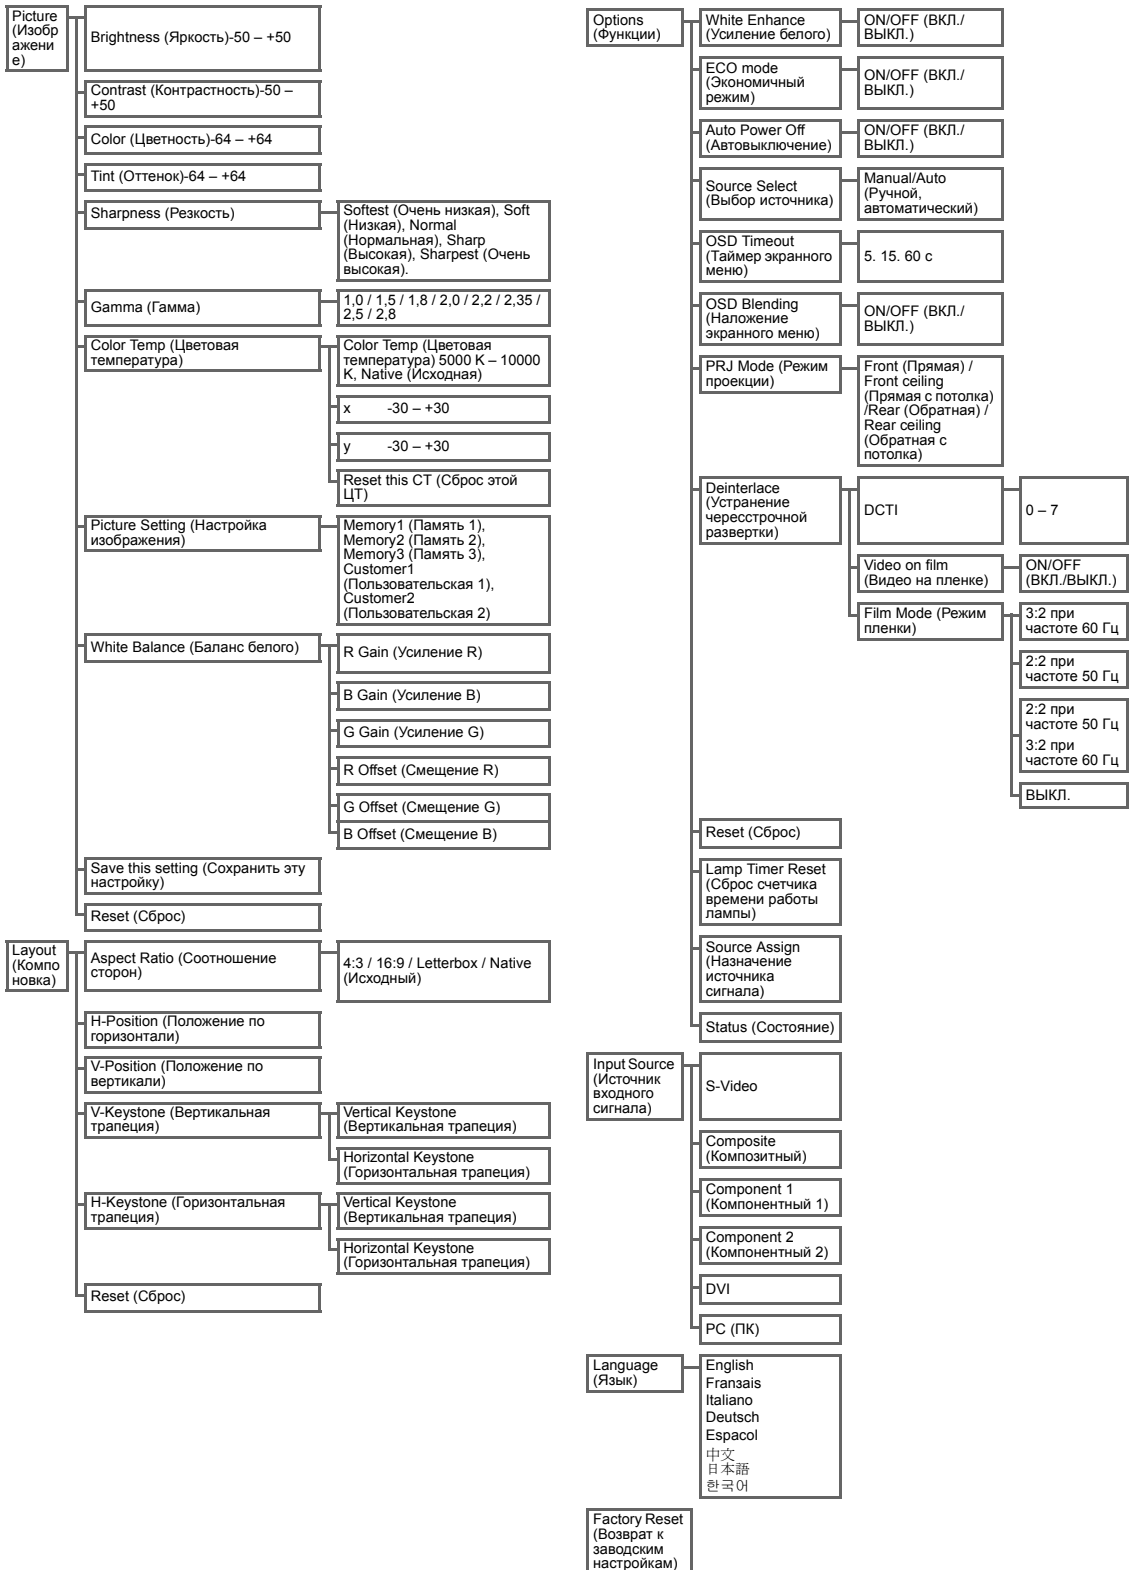 Picture
(Изобр
ажени
е)
Brightness (Яркость)-50 – +50
Contrast (Контрастность)-50 –
+50
Color (Цветность)-64 – +64
Tint (Оттенок)-64 – +64
Sharpness (Резкость)
Softest (Очень низкая), Soft
(Низкая), Normal
(Нормальная), Sharp
(Высокая), Sharpest (Очень
высокая).
Gamma (Гамма)
1,0 / 1,5 / 1,8 / 2,0 / 2,2 / 2,35 /
2,5 / 2,8
Color Temp (Цветовая
температура)
Color Temp (Цветовая
температура) 5000 K – 10000
K, Native (Исходная)
x -30 – +30
y -30 – +30
Reset this CT (Сброс этой
ЦТ)
Picture Setting (Настройка
изображения)
Memory1 (Память 1),
Memory2 (Память 2),
Memory3 (Память 3),
Customer1
(Пользовательская 1),
Customer2
(Пользовательская 2)
White Balance (Баланс белого)
R Gain (Усиление R)
B Gain (Усиление B)
G Gain (Усиление G)
R Offset (Смещение R)
G Offset (Смещение G)
B Offset (Смещение B)
Save this setting (Сохранить эту
настройку)
Reset (Сброс)
Layout
(Компо
новка)
Aspect Ratio (Соотношение
сторон)
4:3 / 16:9 / Letterbox / Native
(Исходный)
H-Position (Положение по
горизонтали)
V-Position (Положение по
вертикали)
V-Keystone (Вертикальная
трапеция)
Vertical Keystone
(Вертикальная трапеция)
Horizontal Keystone
(Горизонтальная трапеция)
H-Keystone (Горизонтальная
трапеция)
Vertical Keystone
(Вертикальная трапеция)
Horizontal Keystone
(Горизонтальная трапеция)
Reset (Сброс)
Options
(Функции)
White Enhance
(Усиление белого)
ON/OFF (ВКЛ./
ВЫКЛ.)
ECO mode
(Экономичный
режим)
ON/OFF (ВКЛ./
ВЫКЛ.)
Auto Power Off
(Автовыключение)
ON/OFF (ВКЛ./
ВЫКЛ.)
Source Select
(Выбор источника)
Manual/Auto
(Ручной,
автоматический)
OSD Timeout
(Таймер экранного
меню)
5. 15. 60 с
OSD Blending
(Наложение
экранного меню)
ON/OFF (ВКЛ./
ВЫКЛ.)
PRJ Mode (Режим
проекции)
Front (Прямая) /
Front ceiling
(Прямая с потолка)
/Rear (Обратная) /
Rear ceiling
(Обратная с
потолка)
Deinterlace
(Устранение
чересстрочной
развертки)
DCTI
0 – 7
Video on film
(Видео на пленке)
ON/OFF
(ВКЛ./ВЫКЛ.)
Film Mode (Режим
пленки)
3:2 при
частоте 60 Гц
2:2 при
частоте 50 Гц
2:2 при
частоте 50 Гц
3:2 при
частоте 60 Гц
ВЫКЛ.
Reset (Сброс)
Lamp Timer Reset
(Сброс счетчика
времени работы
лампы)
Source Assign
(Назначение
источника
сигнала)
Status (Состояние)
Input Source
(Источник
входного
сигнала)
S-Video
Composite
(Композитный)
Component 1
(Компонентный 1)
Component 2
(Компонентный 2)
DVI
PC (ПК)
Language
(Язык)
English
Franзais
Italiano
Deutsch
Espacol
中文
日本語
한국어
Factory Reset
(Возврат к
заводским
настройкам)